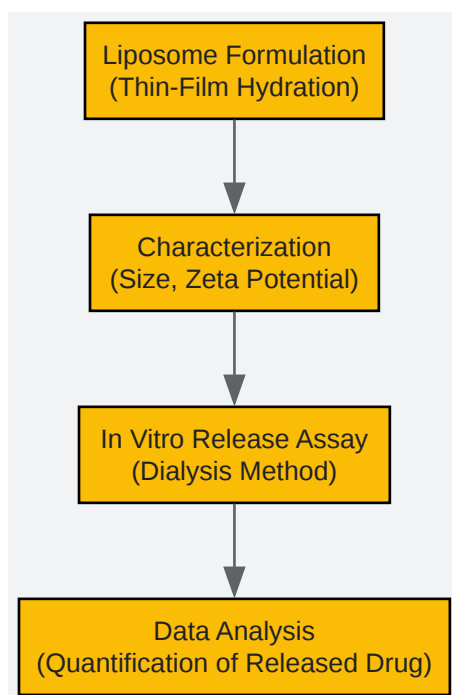 Liposome Formulation
(Thin-Film Hydration)
Characterization
(Size, Zeta Potential)
In Vitro Release Assay
(Dialysis Method)
Data Analysis
(Quantification of Released Drug)